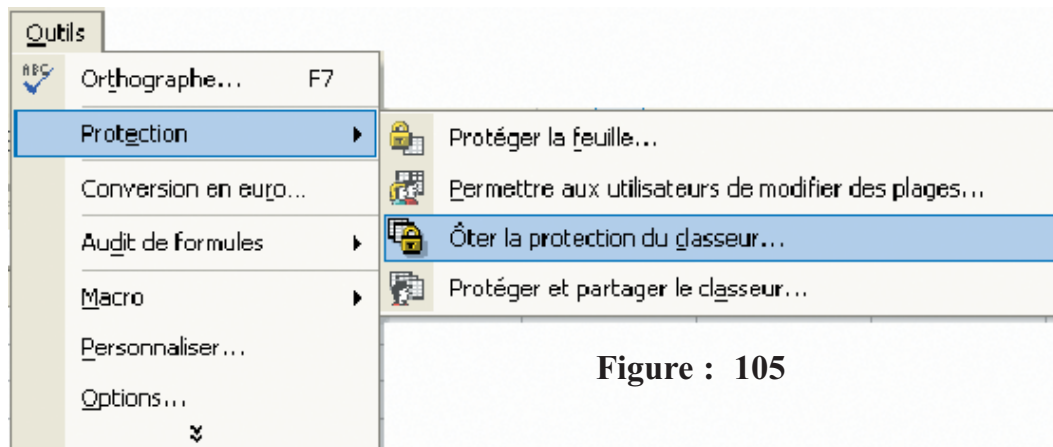 Outils
ABC Orthographe... F7
Protection
Protéger la feuille...
Permettre aux utilisateurs de modifier des plages...
Ôter la protection du classeur...
Protéger et partager le classeur...
Conversion en euro...
Audit de formules
Macro
Personnaliser...
Options...
Figure : 105